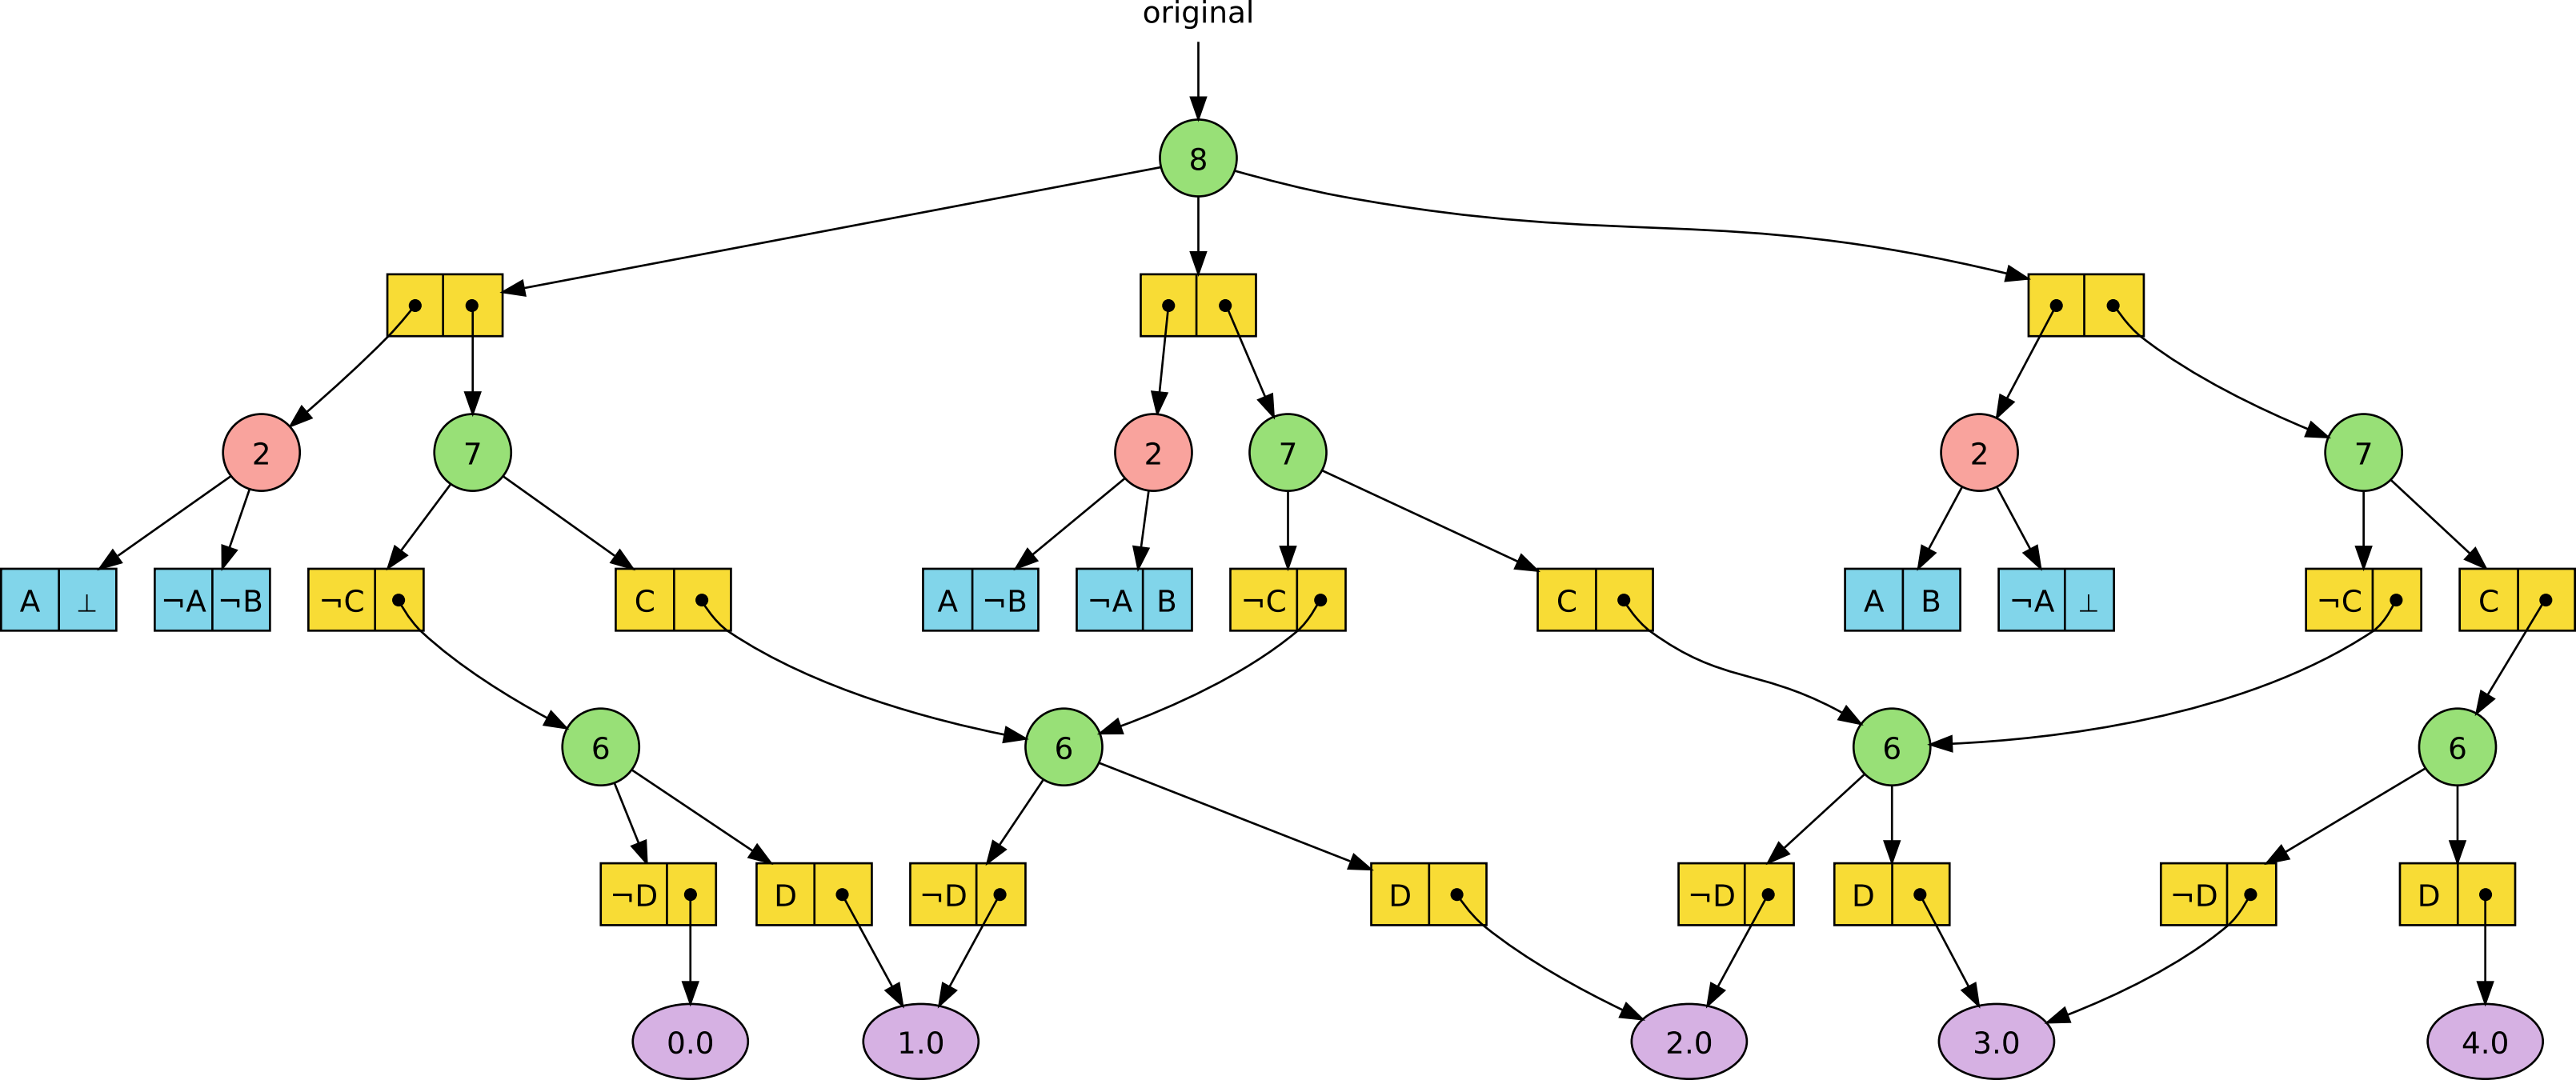 original
8
2 7 2 7 2 7
A ⊥ ¬A ¬B ¬C C A ¬B ¬A B ¬C C A B ¬A ⊥ ¬C C
6 6 6 6
¬D D ¬D D ¬D D ¬D D
0.0 1.0 2.0 3.0 4.0